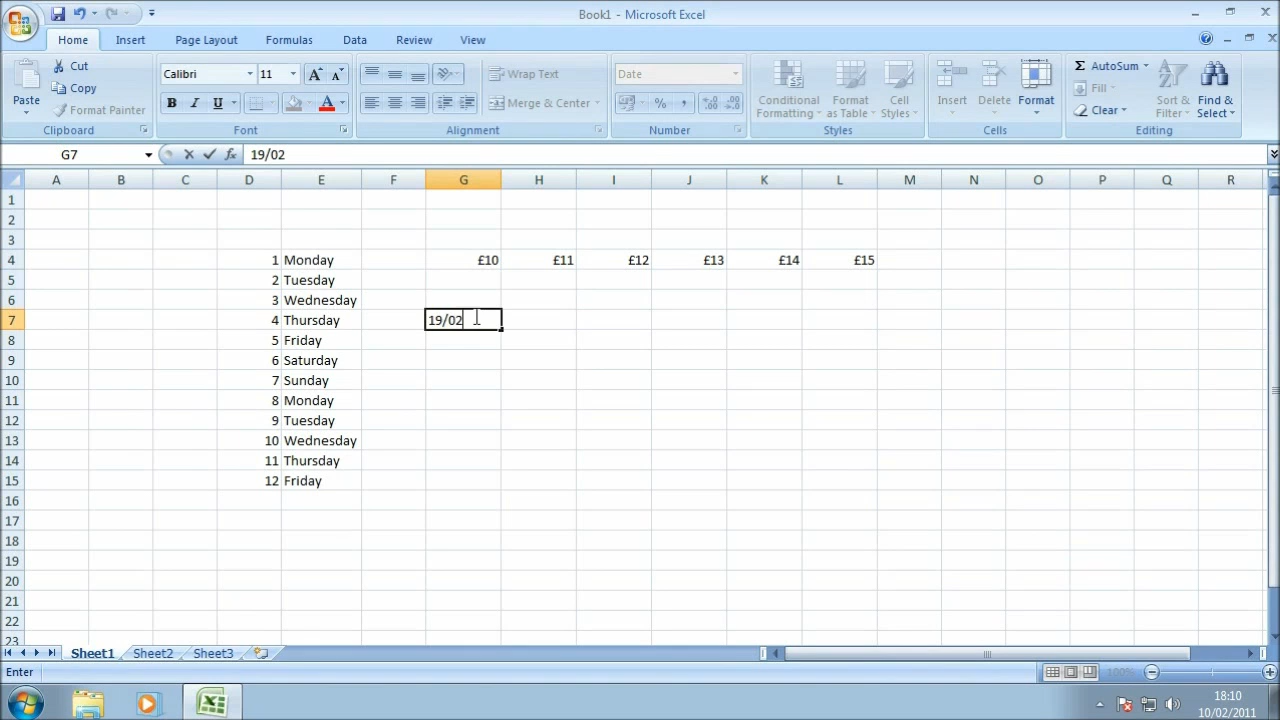 Book1 - Microsoft Excel
Home Insert Page Layout Formulas Data Review View
Paste
Cut
Copy
Format Painter
Clipboard
Calibri 11
B I U
Font
Wrap Text
Merge & Center
Alignment
Date
%
Number
Conditional Formatting
Format as Table
Cell Styles
Styles
Insert
Delete
Format
Cells
AutoSum
Fill
Clear
Sort & Filter
Find & Select
Editing
G7 fx 19/02
A B C D E F G H I J K L M N O P Q R
1
2
3
4 1 Monday £10 £11 £12 £13 £14 £15
5 2 Tuesday
6 3 Wednesday
7 4 Thursday 19/02
8 5 Friday
9 6 Saturday
10 7 Sunday
11 8 Monday
12 9 Tuesday
13 10 Wednesday
14 11 Thursday
15 12 Friday
16
17
18
19
20
21
22
23
Sheet1 Sheet2 Sheet3
Enter 100%
18:10
10/02/2011